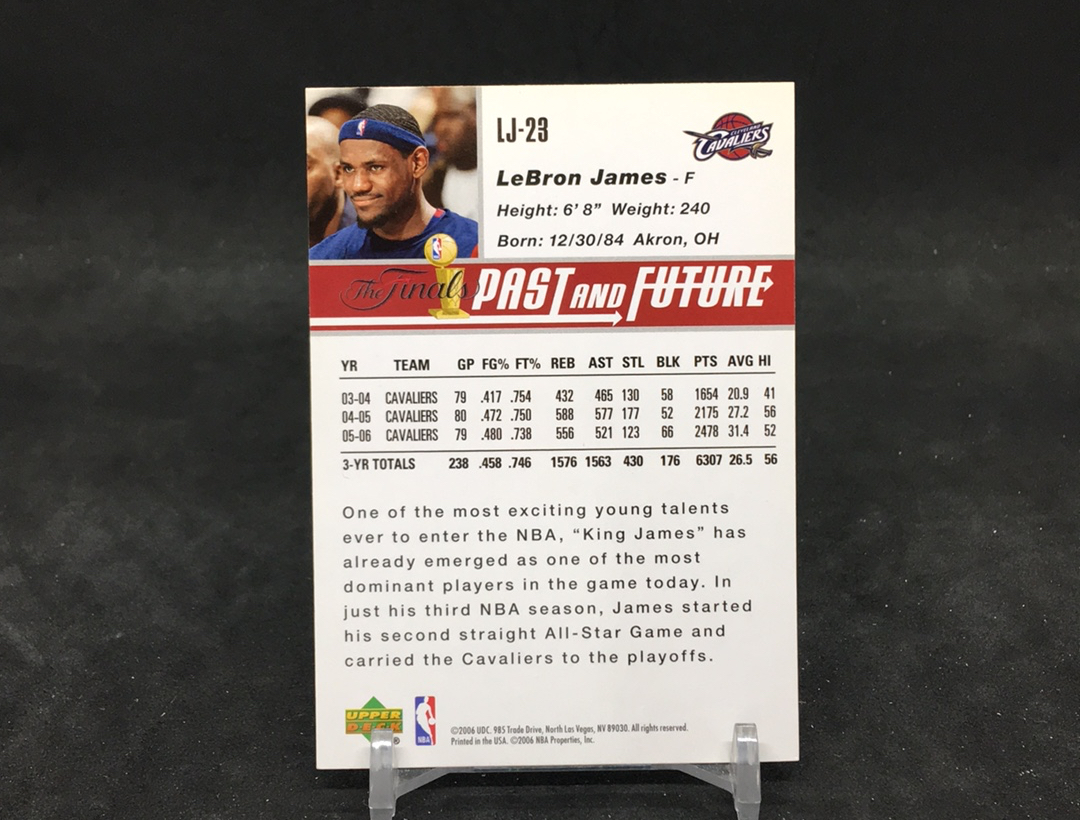 LJ-23
CLEVELAND
CAVALIERS
LeBron James - F
Height: 6' 8” Weight: 240
Born: 12/30/84 Akron, OH
The Finals PAST AND FUTURE
YR TEAM GP FG% FT% REB AST STL BLK PTS AVG HI
03-04 CAVALIERS 79 .417 .754 432 465 130 58 1654 20.9 41
04-05 CAVALIERS 80 .472 .750 588 577 177 52 2175 27.2 56
05-06 CAVALIERS 79 .480 .738 556 521 123 66 2478 31.4 52
3-YR TOTALS 238 .458 .746 1576 1563 430 176 6307 26.5 56
One of the most exciting young talents
ever to enter the NBA, “King James” has
already emerged as one of the most
dominant players in the game today. In
just his third NBA season, James started
his second straight All-Star Game and
carried the Cavaliers to the playoffs.
UPPER
DECK ®
NBA
©2006 UDC. 985 Trade Drive, North Las Vegas, NV 89030. All rights reserved.
Printed in the USA. ©2006 NBA Properties, Inc.